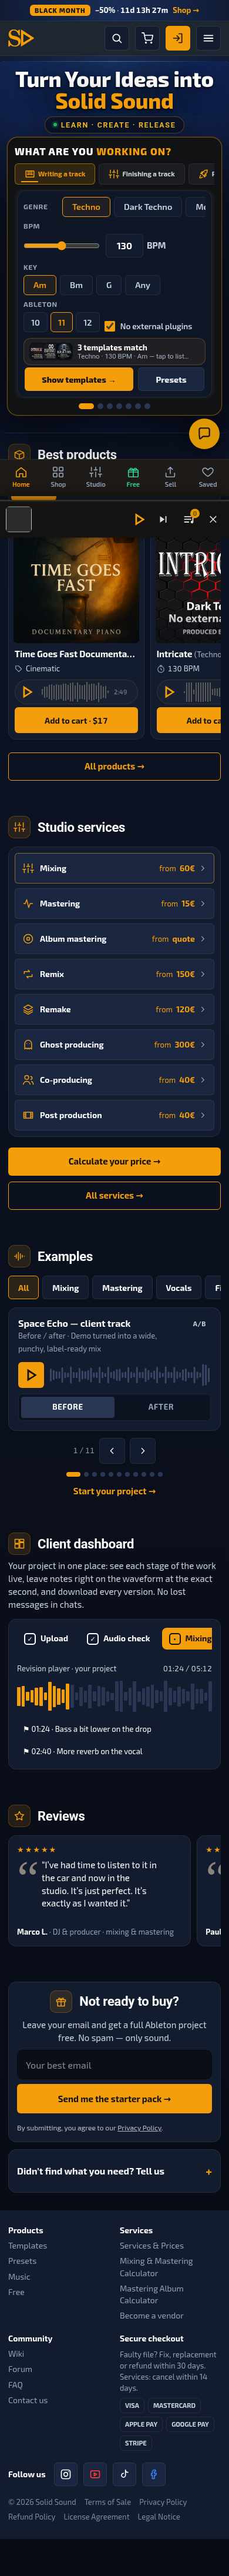 BLACK MONTH -50% · 11d 13h 27m Shop →
SD
Turn Your Ideas into
Solid Sound
LEARN · CREATE · RELEASE
WHAT ARE YOU WORKING ON?
Writing a track
Finishing a track
GENRE
Techno
Dark Techno
BPM
130 BPM
KEY
Am
Bm
G
Any
ABLETON
10
11
12
No external plugins
3 templates match
Techno · 130 BPM · Am — tap to list...
Show templates →
Presets
Best products
Home
Shop
Studio
Free
Sell
Saved
TIME GOES
FAST
DOCUMENTARY PIANO
Time Goes Fast Documenta...
Cinematic
2:49
Add to cart · $17
Intricate
130 BPM
All products →
Studio services
Mixing from 60€
Mastering from 15€
Album mastering from quote
Remix from 150€
Remake from 120€
Ghost producing from 300€
Co-producing from 40€
Post production from 40€
Calculate your price →
All services →
Examples
All
Mixing
Mastering
Vocals
Space Echo — client track A/B
Before / after · Demo turned into a wide,
punchy, label-ready mix
BEFORE
AFTER
1 / 11
Start your project →
Client dashboard
Your project in one place: see each stage of the work
live, add notes right on the waveform at the exact
second, and download every version. No lost
messages in chats.
Upload
Audio check
Mixing
Revision player · your project 01:24 / 05:12
01:24 · Bass a bit lower on the drop
02:40 · More reverb on the vocal
Reviews
★★★★★
“I’ve had time to listen to it in
the car and now in the
studio. It’s just perfect. It’s
exactly as I wanted it.”
Marco L. · DJ & producer · mixing & mastering
Not ready to buy?
Leave your email and get a full Ableton project
free. No spam — only sound.
Your best email
Send me the starter pack →
By submitting, you agree to our Privacy Policy.
Didn’t find what you need? Tell us +
Products
Templates
Presets
Music
Free
Services
Services & Prices
Mixing & Mastering
Calculator
Mastering Album
Calculator
Become a vendor
Community
Wiki
Forum
FAQ
Contact us
Secure checkout
Faulty file? Fix, replacement
or refund within 30 days.
Services: cancel within 14
days.
VISA
MASTERCARD
APPLE PAY
GOOGLE PAY
STRIPE
Follow us
© 2026 Solid Sound Terms of Sale Privacy Policy
Refund Policy License Agreement Legal Notice